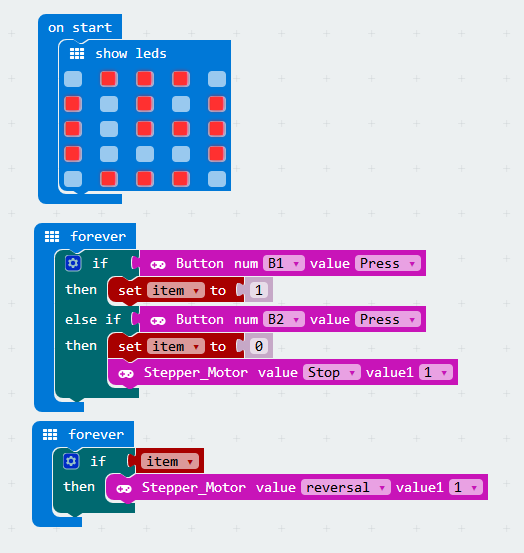 on start
show leds
forever
if Button num B1 value Press
then set item to 1
else if Button num B2 value Press
then set item to 0
Stepper_Motor value Stop value1 1
forever
if item
then Stepper_Motor value reversal value1 1